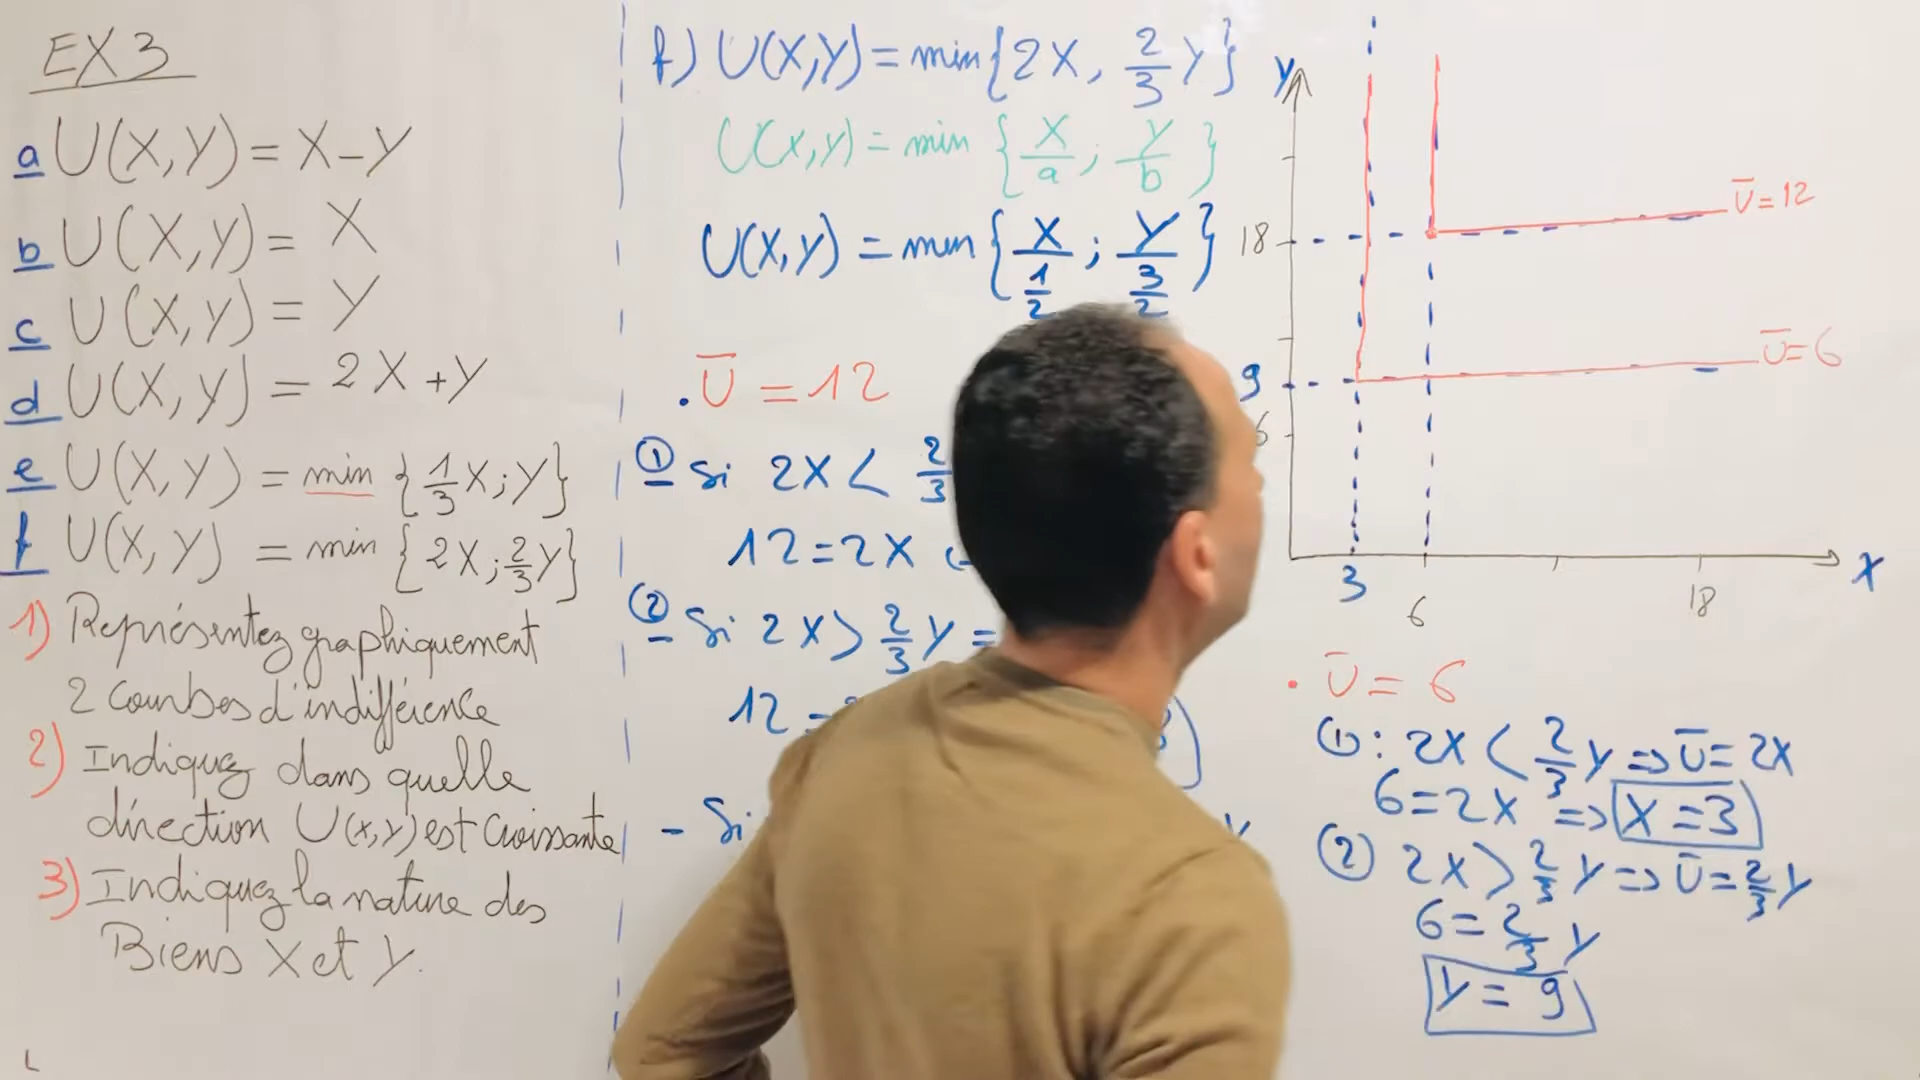 EX3
a U(X,Y) = X-Y
b U(X,Y) = X
c U(X,Y) = Y
d U(X,Y) = 2X+Y
e U(X,Y) = min {1/3 X; Y}
f U(X,Y) = min {2X; 2/3 Y}
1) Représentez graphiquement
2 courbes d'indifférence
2) Indiquez dans quelle
direction U(x,y) est croissante
3) Indiquez la nature des
Biens X et Y.
f) U(X,Y) = min{2X, 2/3 Y}
U(x,y) = min {X/a ; Y/b}
U(X,Y) = min {X/(1/2) ; Y/(3/2)}
. Ū = 12
① Si 2X < 2/3
12 = 2X
② Si 2X > 2/3 Y =
12 =
- Si
Y
Ū=12
18
Ū=6
9
6
3
6
18
X
. Ū = 6
①: 2X < 2/3 Y => Ū = 2X
6 = 2X => X = 3
② 2X > 2/3 Y => Ū = 2/3 Y
6 = 2/3 Y
Y = 9